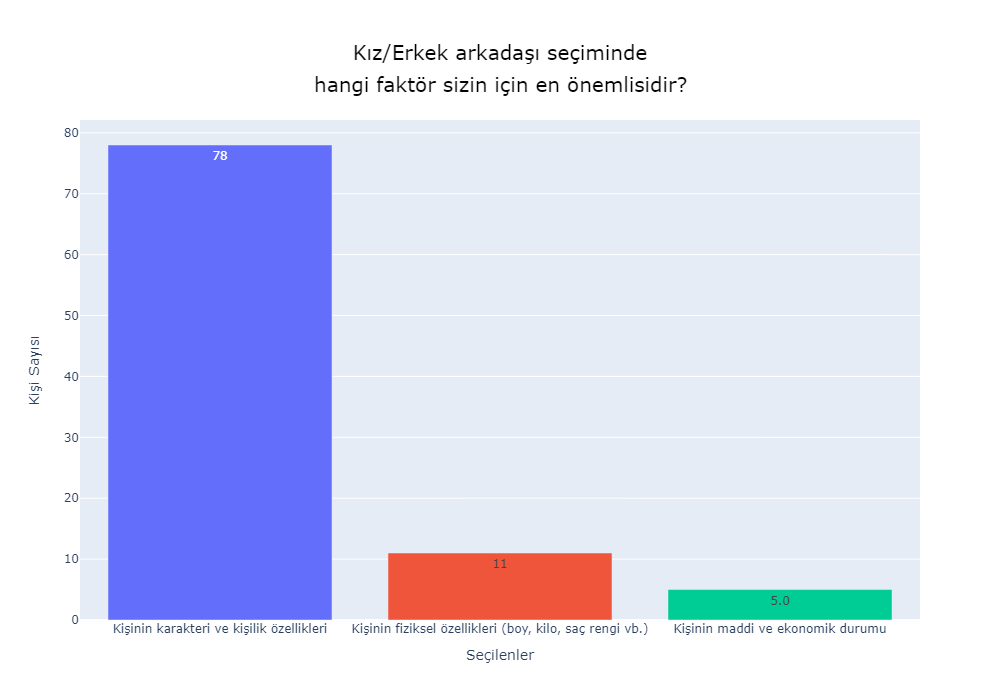 Kız/Erkek arkadaşı seçiminde
hangi faktör sizin için en önemlisidir?
80
70
60
50
40
30
20
10
0
Kişi Sayısı
78
11
5.0
Kişinin karakteri ve kişilik özellikleri
Kişinin fiziksel özellikleri (boy, kilo, saç rengi vb.)
Kişinin maddi ve ekonomik durumu
Seçilenler